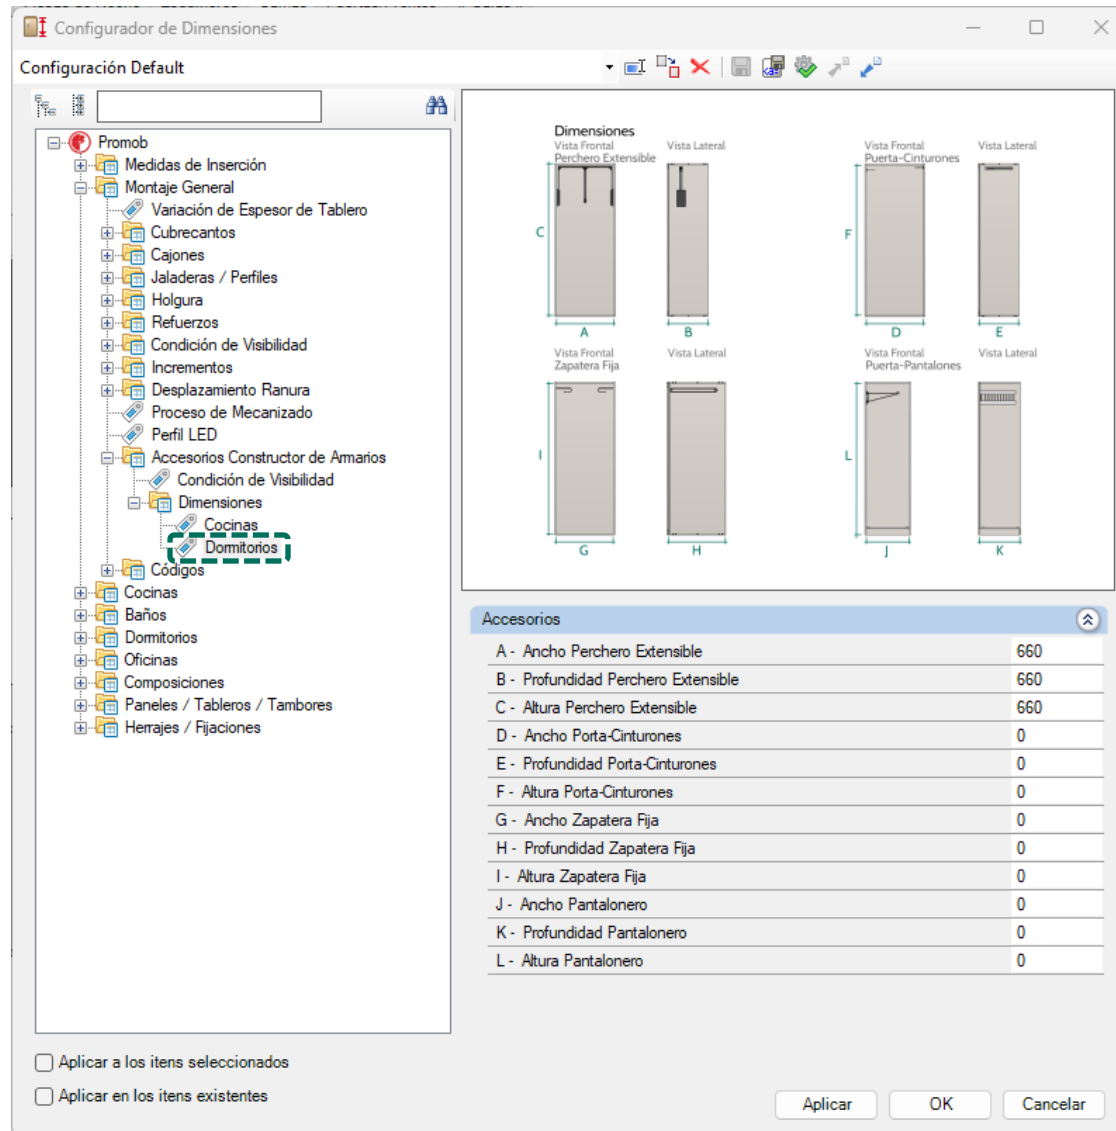 Configurador de Dimensiones
Configuración Default
Promob
Medidas de Inserción
Montaje General
Variación de Espesor de Tablero
Cubrecantos
Cajones
Jaladeras / Perfiles
Holgura
Refuerzos
Condición de Visibilidad
Incrementos
Desplazamiento Ranura
Proceso de Mecanizado
Perfil LED
Accesorios Constructor de Armarios
Condición de Visibilidad
Dimensiones
Cocinas
Dormitorios
Códigos
Cocinas
Baños
Dormitorios
Oficinas
Composiciones
Paneles / Tableros / Tambores
Herrajes / Fijaciones
Dimensiones
Vista Frontal
Perchero Extensible
Vista Lateral
C
A
B
Vista Frontal
Puerta-Cinturones
Vista Lateral
F
D
E
Vista Frontal
Zapatera Fija
Vista Lateral
I
G
H
Vista Frontal
Puerta-Pantalones
Vista Lateral
L
J
K
Accesorios
A - Ancho Perchero Extensible 660
B - Profundidad Perchero Extensible 660
C - Altura Perchero Extensible 660
D - Ancho Porta-Cinturones 0
E - Profundidad Porta-Cinturones 0
F - Altura Porta-Cinturones 0
G - Ancho Zapatera Fija 0
H - Profundidad Zapatera Fija 0
I - Altura Zapatera Fija 0
J - Ancho Pantalonero 0
K - Profundidad Pantalonero 0
L - Altura Pantalonero 0
Aplicar a los itens seleccionados
Aplicar en los itens existentes
Aplicar OK Cancelar